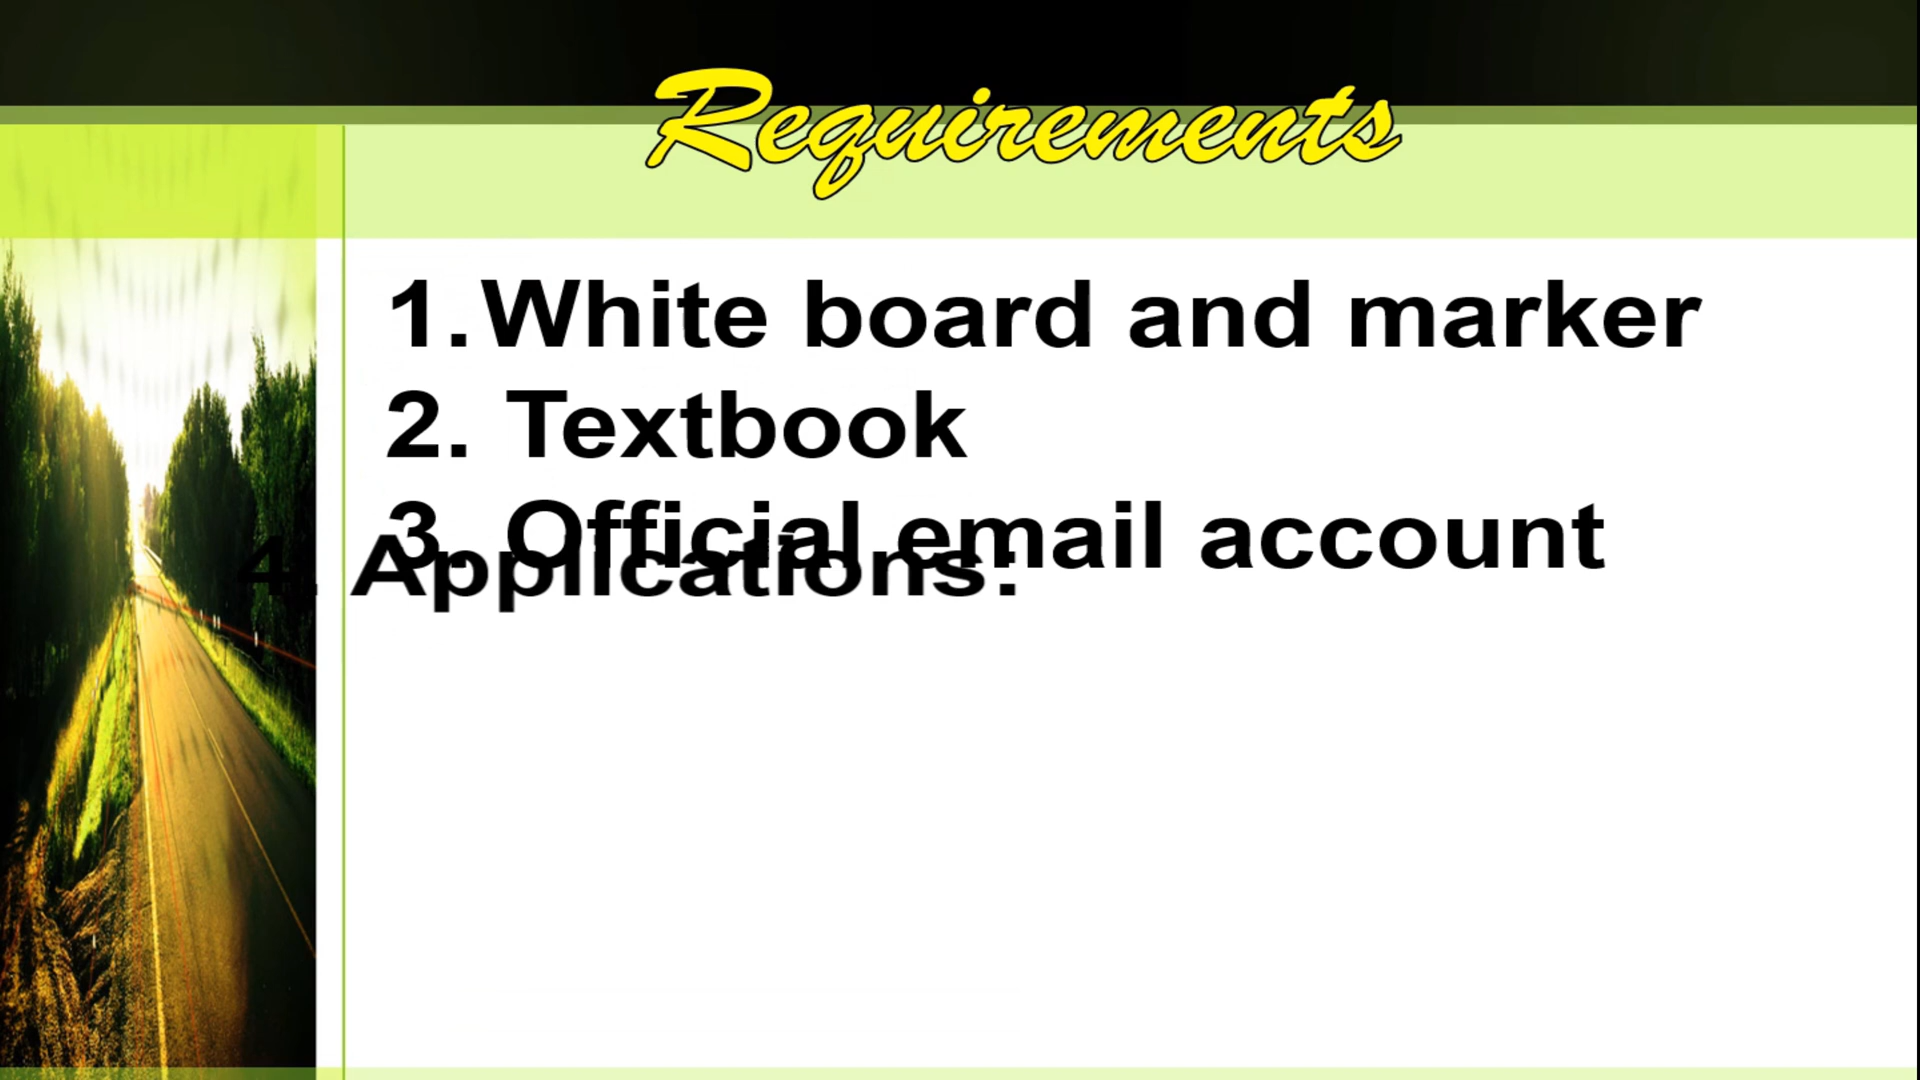 Requirements
1. White board and marker
2. Textbook
3. Official email account
4. Applications: